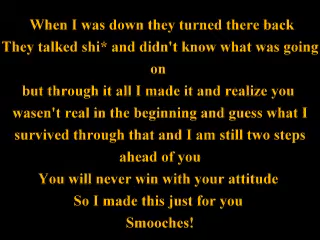 When I was down they turned there back
They talked shi* and didn't know what was going
on
but through it all I made it and realize you
wasen't real in the beginning and guess what I
survived through that and I am still two steps
ahead of you
You will never win with your attitude
So I made this just for you
Smooches!